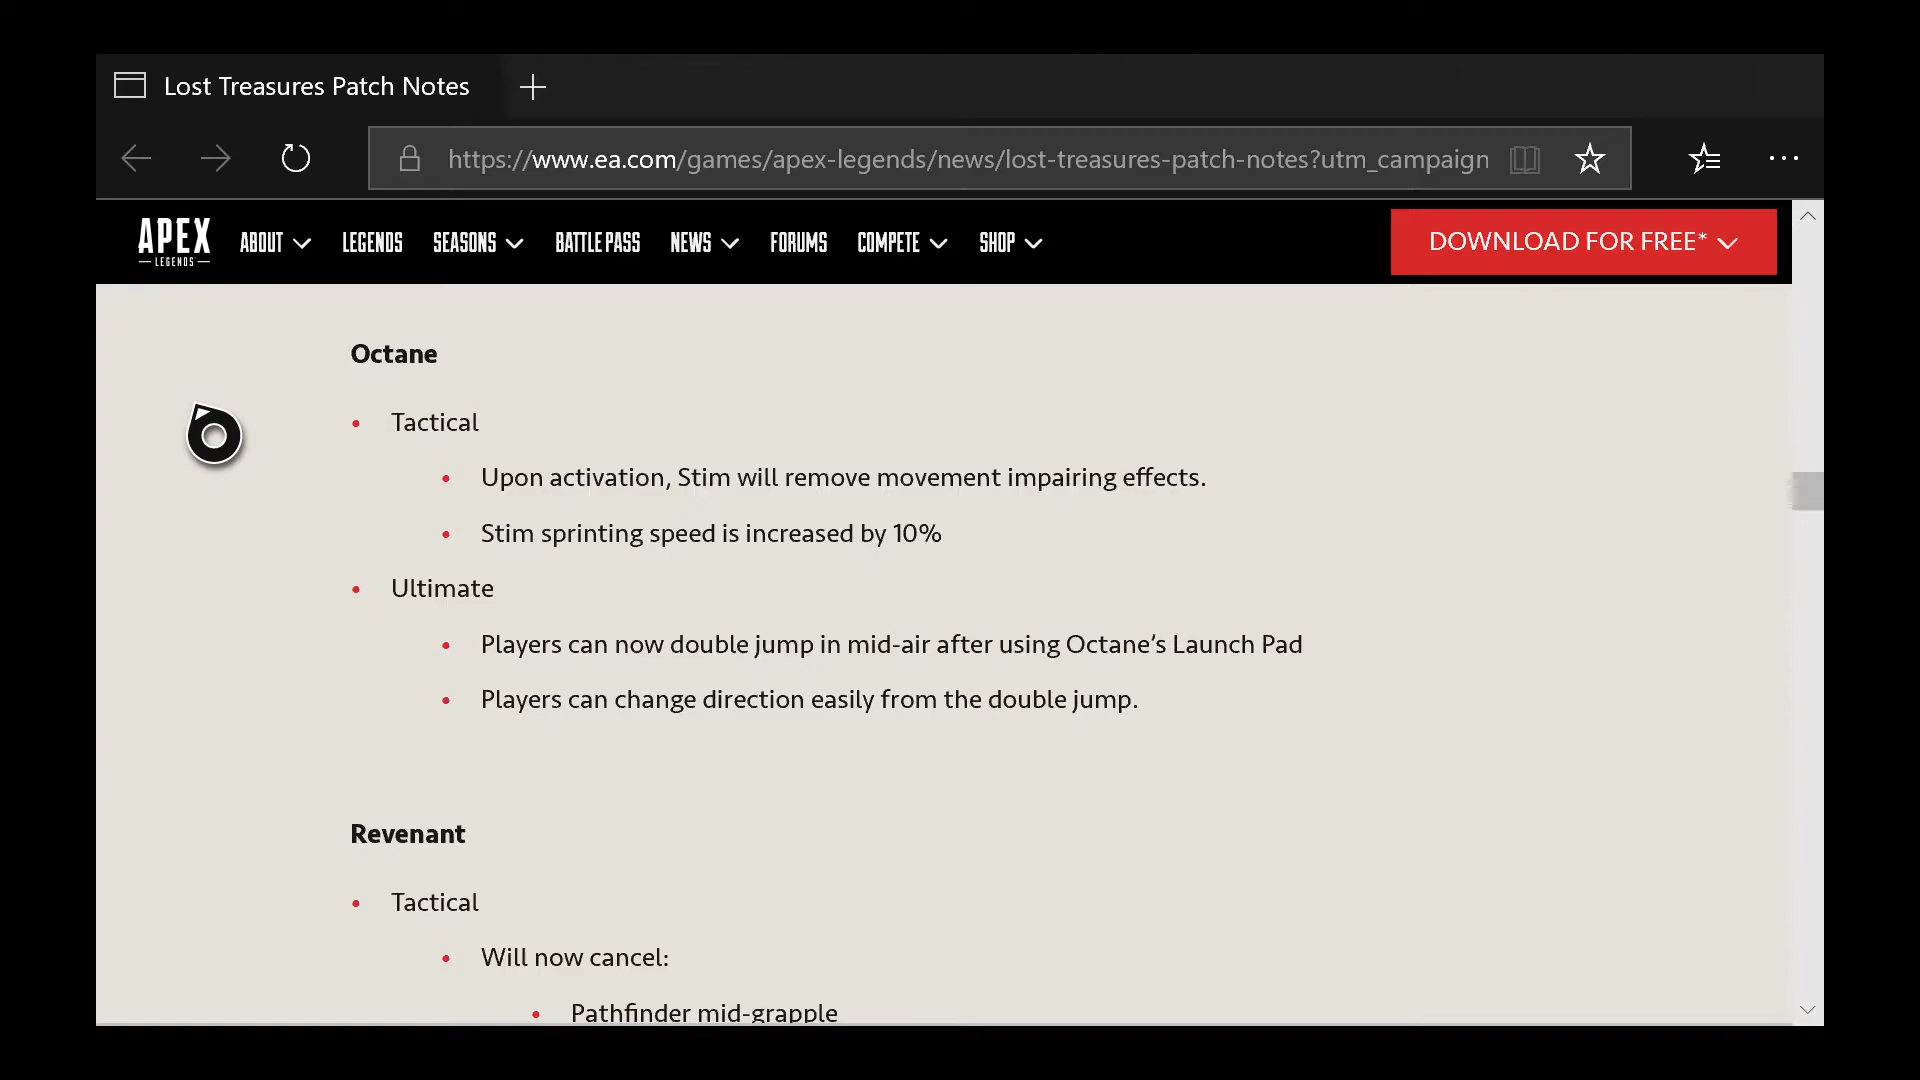 Lost Treasures Patch Notes
https://www.ea.com/games/apex-legends/news/lost-treasures-patch-notes?utm_campaign
APEX
LEGENDS
ABOUT
LEGENDS
SEASONS
BATTLE PASS
NEWS
FORUMS
COMPETE
SHOP
DOWNLOAD FOR FREE*
Octane
• Tactical
• Upon activation, Stim will remove movement impairing effects.
• Stim sprinting speed is increased by 10%
• Ultimate
• Players can now double jump in mid-air after using Octane’s Launch Pad
• Players can change direction easily from the double jump.
Revenant
• Tactical
• Will now cancel:
• Pathfinder mid-grapple